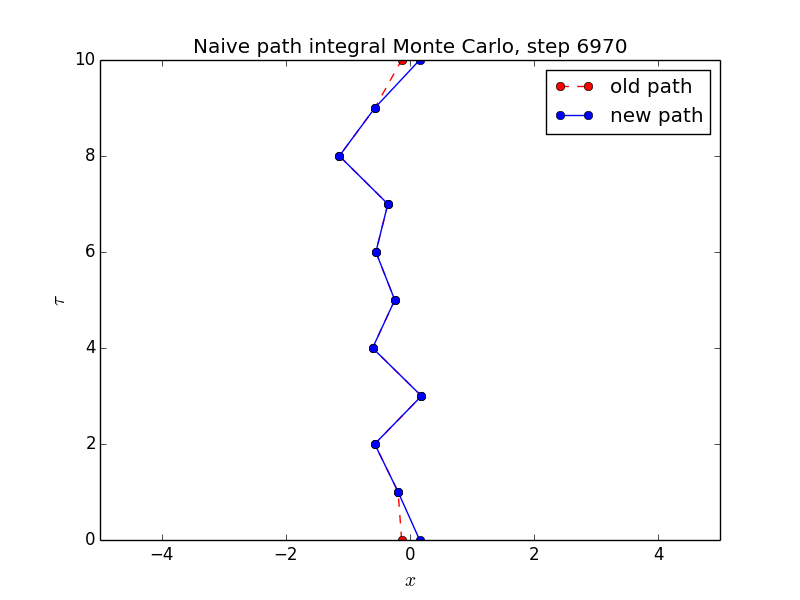 Naive path integral Monte Carlo, step 6970
10
8
6
4
2
0
τ
old path
new path
−4 −2 0 2 4
x